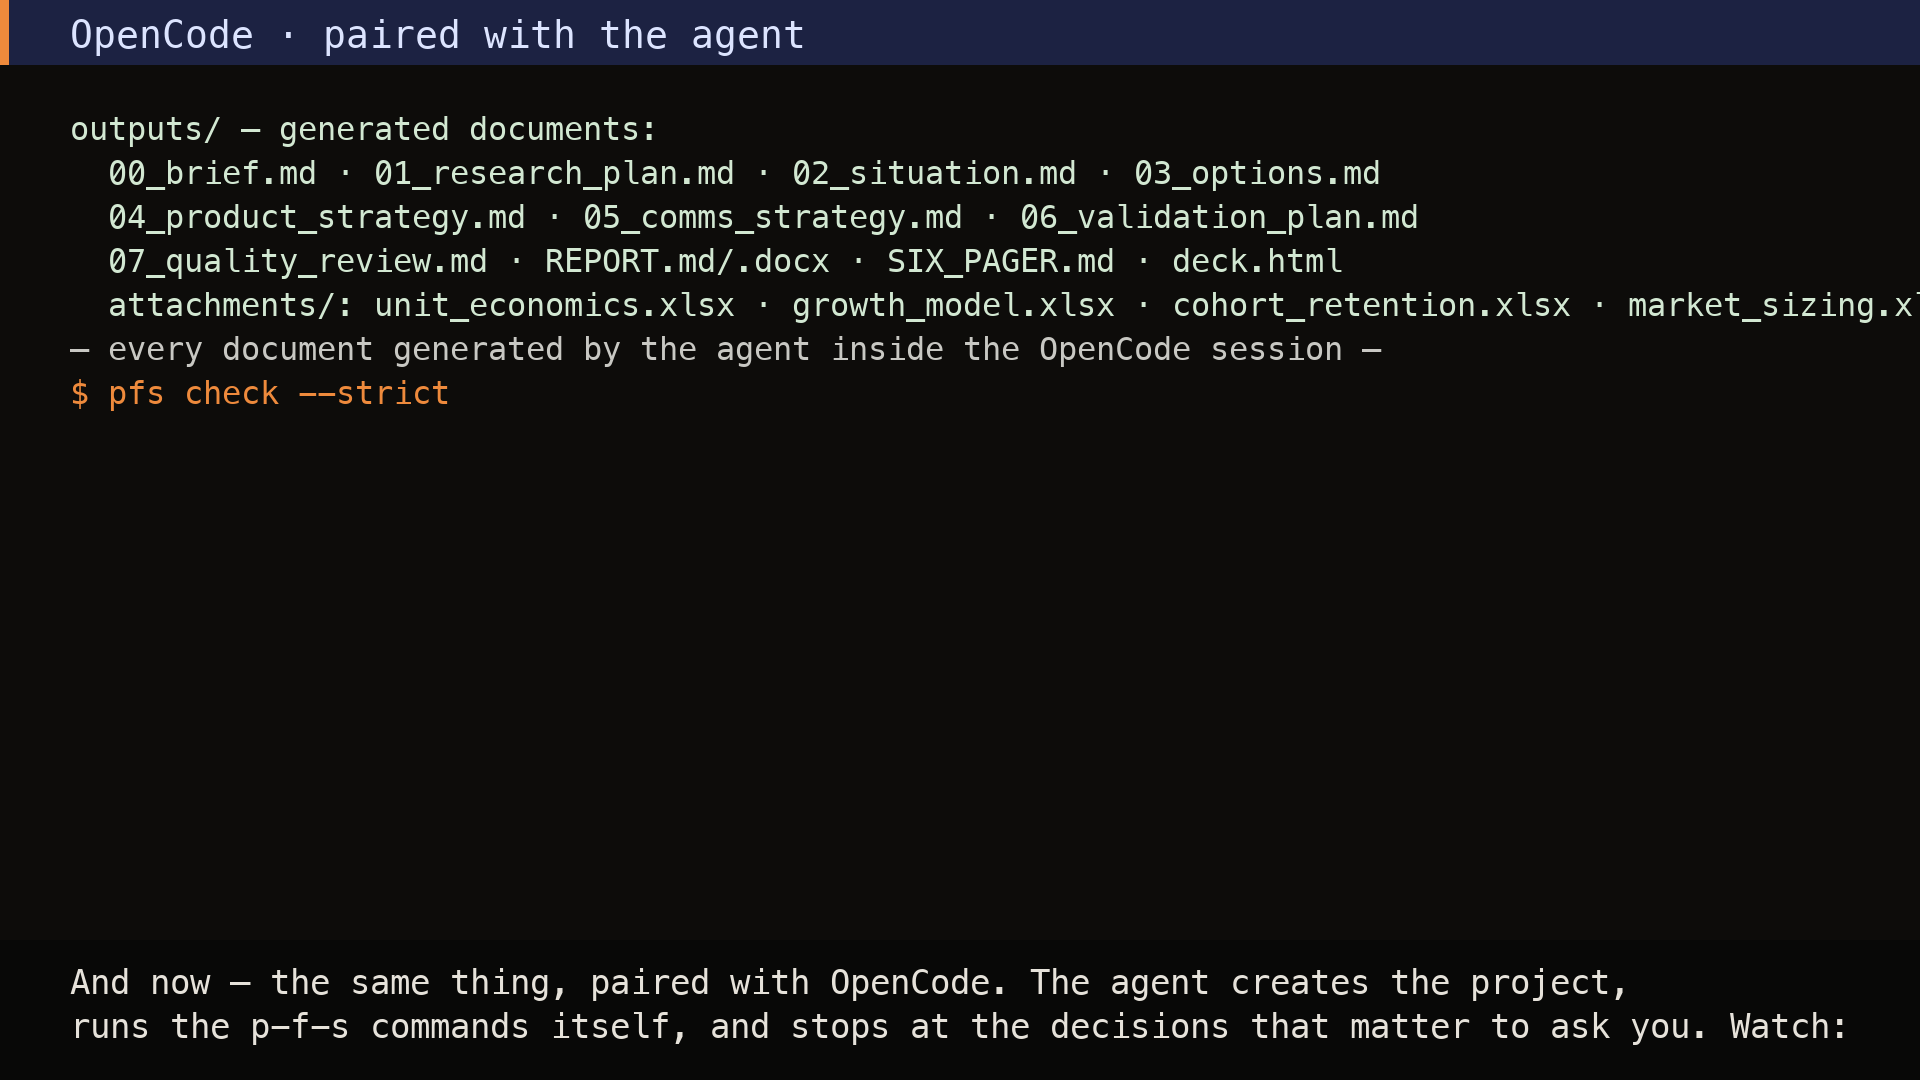 OpenCode · paired with the agent
outputs/ — generated documents:
00_brief.md · 01_research_plan.md · 02_situation.md · 03_options.md
04_product_strategy.md · 05_comms_strategy.md · 06_validation_plan.md
07_quality_review.md · REPORT.md/.docx · SIX_PAGER.md · deck.html
attachments/: unit_economics.xlsx · growth_model.xlsx · cohort_retention.xlsx · market_sizing.xl
— every document generated by the agent inside the OpenCode session —
$ pfs check --strict
And now — the same thing, paired with OpenCode. The agent creates the project,
runs the p-f-s commands itself, and stops at the decisions that matter to ask you. Watch: